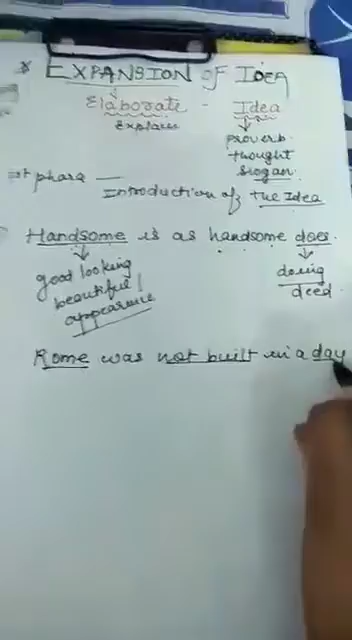 * EXPANSION OF IDEA
Elaborate - Idea
Explain
proverb
thought
slogan
1st phara —
Introduction of the Idea
Handsome is as handsome does.
good looking
beautiful/
appearance
doing
deed
Rome was not built in a day